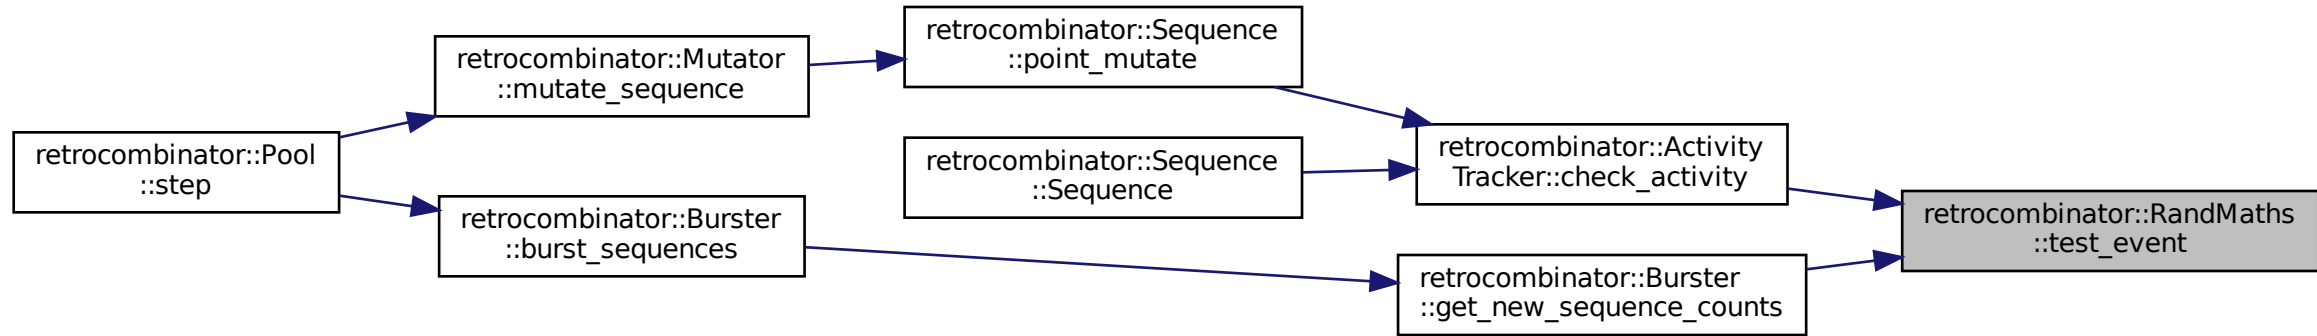 retrocombinator::Pool
::step
retrocombinator::Mutator
::mutate_sequence
retrocombinator::Burster
::burst_sequences
retrocombinator::Sequence
::point_mutate
retrocombinator::Sequence
::Sequence
retrocombinator::Activity
Tracker::check_activity
retrocombinator::Burster
::get_new_sequence_counts
retrocombinator::RandMaths
::test_event